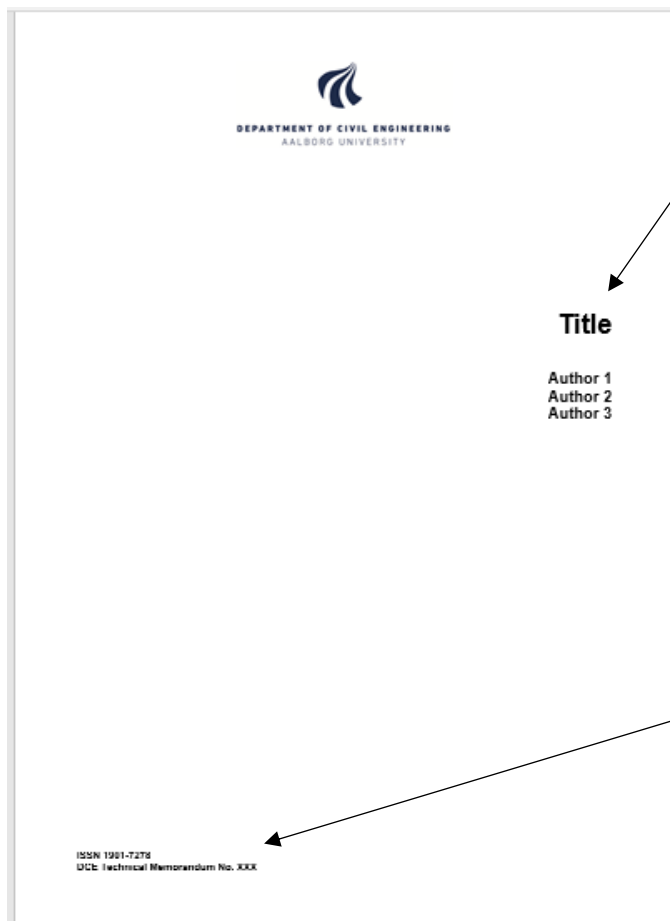 DEPARTMENT OF CIVIL ENGINEERING
AALBORG UNIVERSITY
Title
Author 1
Author 2
Author 3
ISSN 1901-7278
DCE Technical Memorandum No. XXX